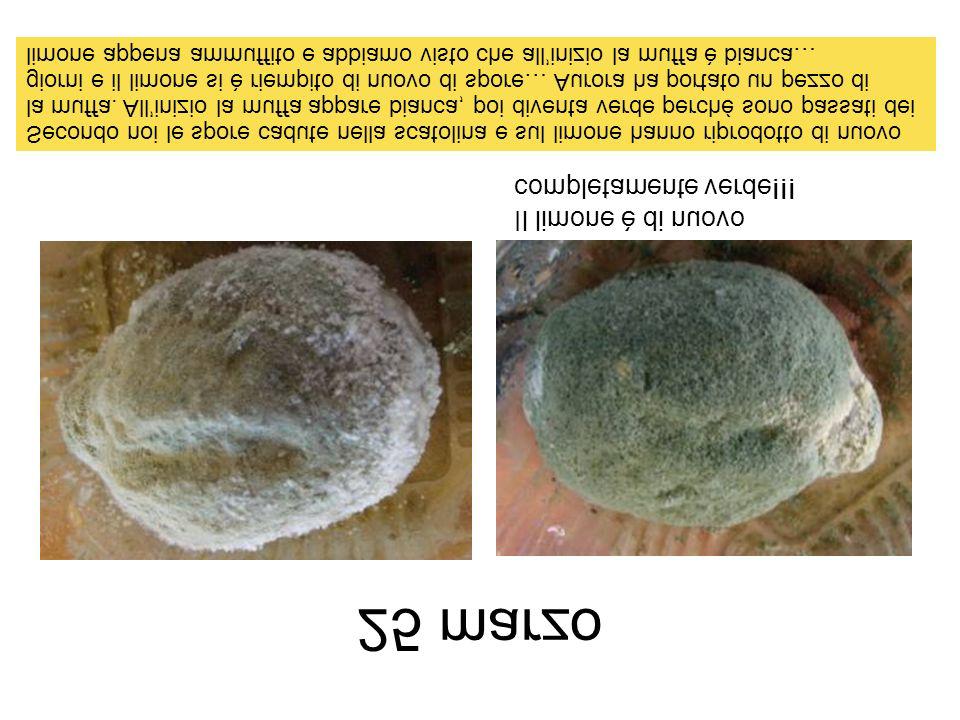 25 marzo
Il limone è di nuovo
completamente verde!!!
Secondo noi le spore cadute nella scatolina e sul limone hanno riprodotto di nuovo
la muffa. All’inizio la muffa appare bianca, poi diventa verde perché sono passati dei
giorni e il limone si è riempito di nuovo di spore… Aurora ha portato un pezzo di
limone appena ammuffito e abbiamo visto che all’inizio la muffa è bianca…